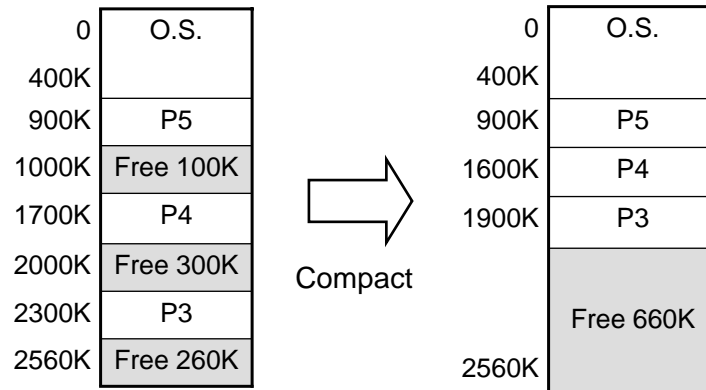 0 O.S.
400K
900K P5
1000K Free 100K
1700K P4
2000K Free 300K
2300K P3
2560K Free 260K
Compact
0 O.S.
400K
900K P5
1600K P4
1900K P3
Free 660K
2560K